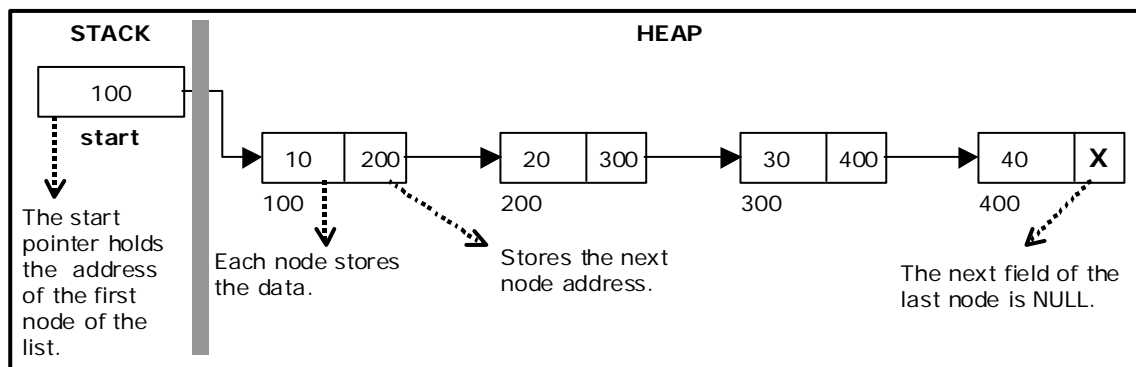 STACK
HEAP
100
start
10 200
20 300
30 400
40 X
100
200
300
400
The start
pointer holds
the address
of the first
node of the
list.
Each node stores
the data.
Stores the next
node address.
The next field of the
last node is NULL.